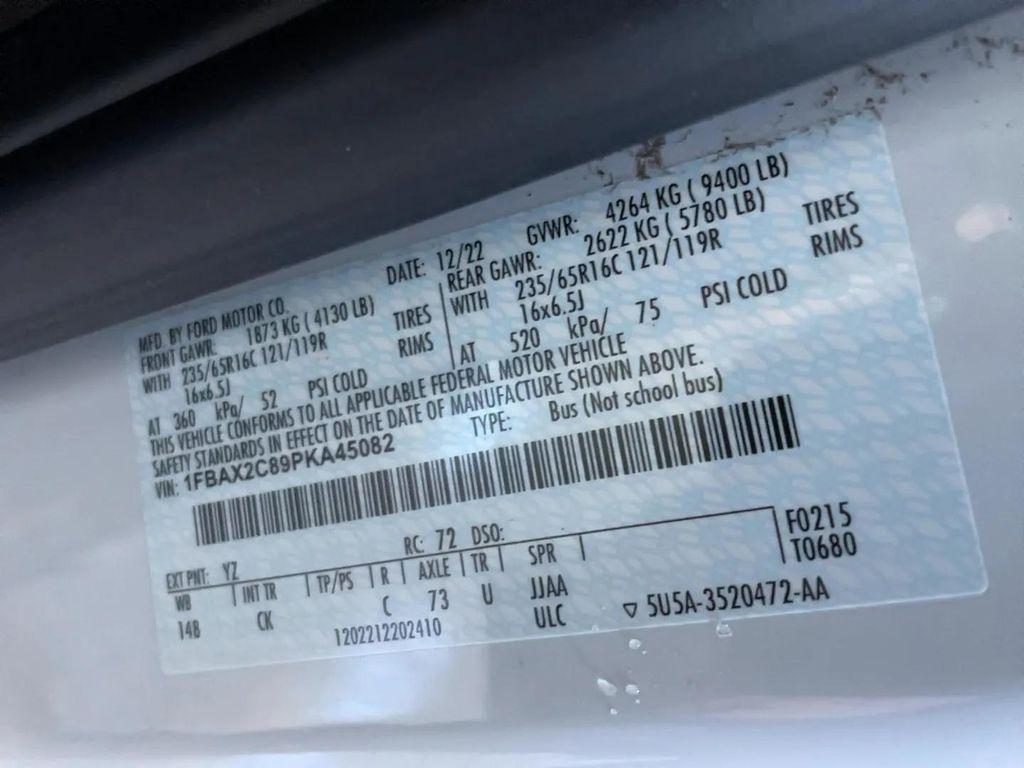 MFD. BY FORD MOTOR CO. DATE: 12/22 GVWR: 4264 KG ( 9400 LB)
FRONT GAWR: 1873 KG ( 4130 LB) REAR GAWR: 2622 KG ( 5780 LB)
WITH 235/65R16C 121/119R TIRES WITH 235/65R16C 121/119R TIRES
16x6.5J RIMS 16x6.5J RIMS
AT 360 kPa/ 52 PSI COLD AT 520 kPa/ 75 PSI COLD
THIS VEHICLE CONFORMS TO ALL APPLICABLE FEDERAL MOTOR VEHICLE
SAFETY STANDARDS IN EFFECT ON THE DATE OF MANUFACTURE SHOWN ABOVE.
VIN: 1FBAX2C89PKA45082 TYPE: Bus (Not school bus)
EXT PNT: YZ RC: 72 DSO: F0215
WB INT TR TP/PS R AXLE TR SPR T0680
148 CK C 73 U JJAA
1202212202410 ULC ▽ 5U5A-3520472-AA